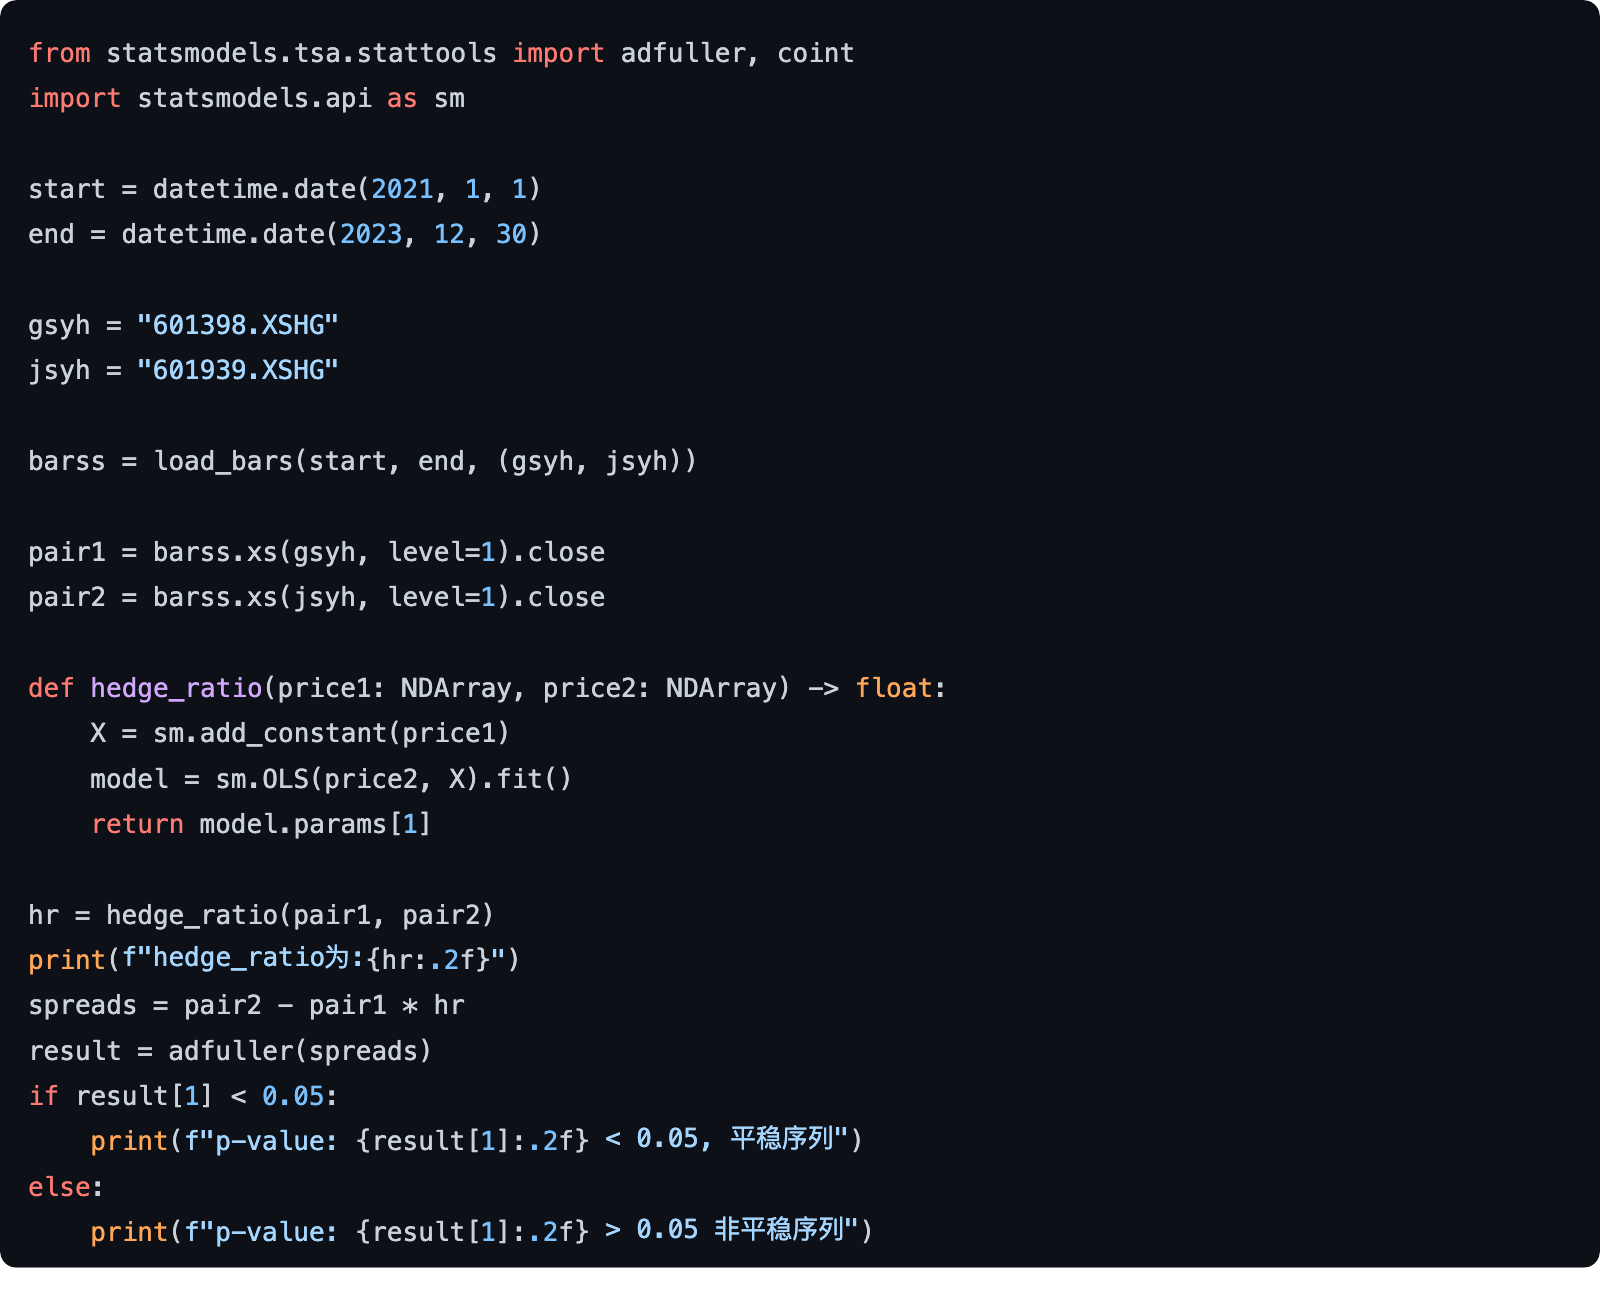 from statsmodels.tsa.stattools import adfuller, coint
import statsmodels.api as sm

start = datetime.date(2021, 1, 1)
end = datetime.date(2023, 12, 30)

gsyh = "601398.XSHG"
jsyh = "601939.XSHG"

barss = load_bars(start, end, (gsyh, jsyh))

pair1 = barss.xs(gsyh, level=1).close
pair2 = barss.xs(jsyh, level=1).close

def hedge_ratio(price1: NDArray, price2: NDArray) -> float:
    X = sm.add_constant(price1)
    model = sm.OLS(price2, X).fit()
    return model.params[1]

hr = hedge_ratio(pair1, pair2)
print(f"hedge_ratio为:{hr:.2f}")
spreads = pair2 - pair1 * hr
result = adfuller(spreads)
if result[1] < 0.05:
    print(f"p-value: {result[1]:.2f} < 0.05, 平稳序列")
else:
    print(f"p-value: {result[1]:.2f} > 0.05 非平稳序列")